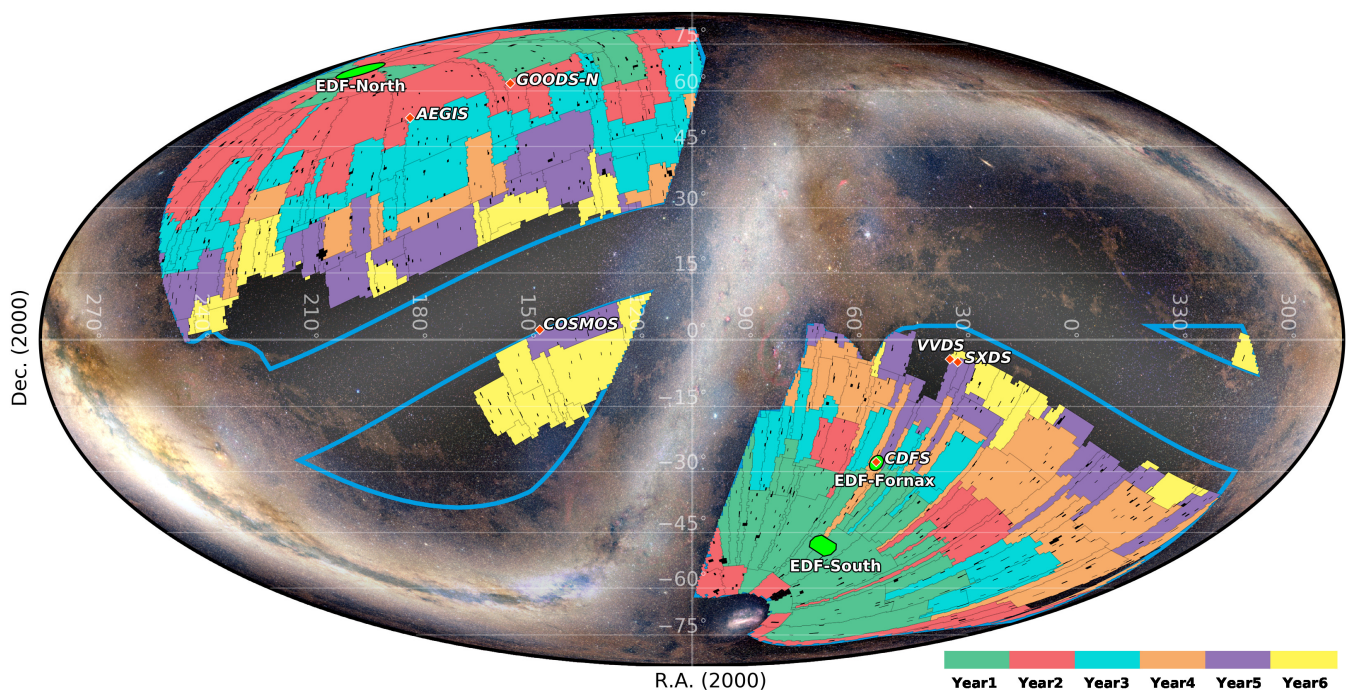 75°
60°
GOODS-N
EDF-North
AEGIS
45°
30°
15°
270°
210°
180°
150°
90°
60
30
0°
330°
300°
0°
COSMOS
VVDS
SXDS
−15°
−30°
CDFS
EDF-Fornax
−45°
EDF-South
−60°
−75°
Dec. (2000)
R.A. (2000)
Year1 Year2 Year3 Year4 Year5 Year6